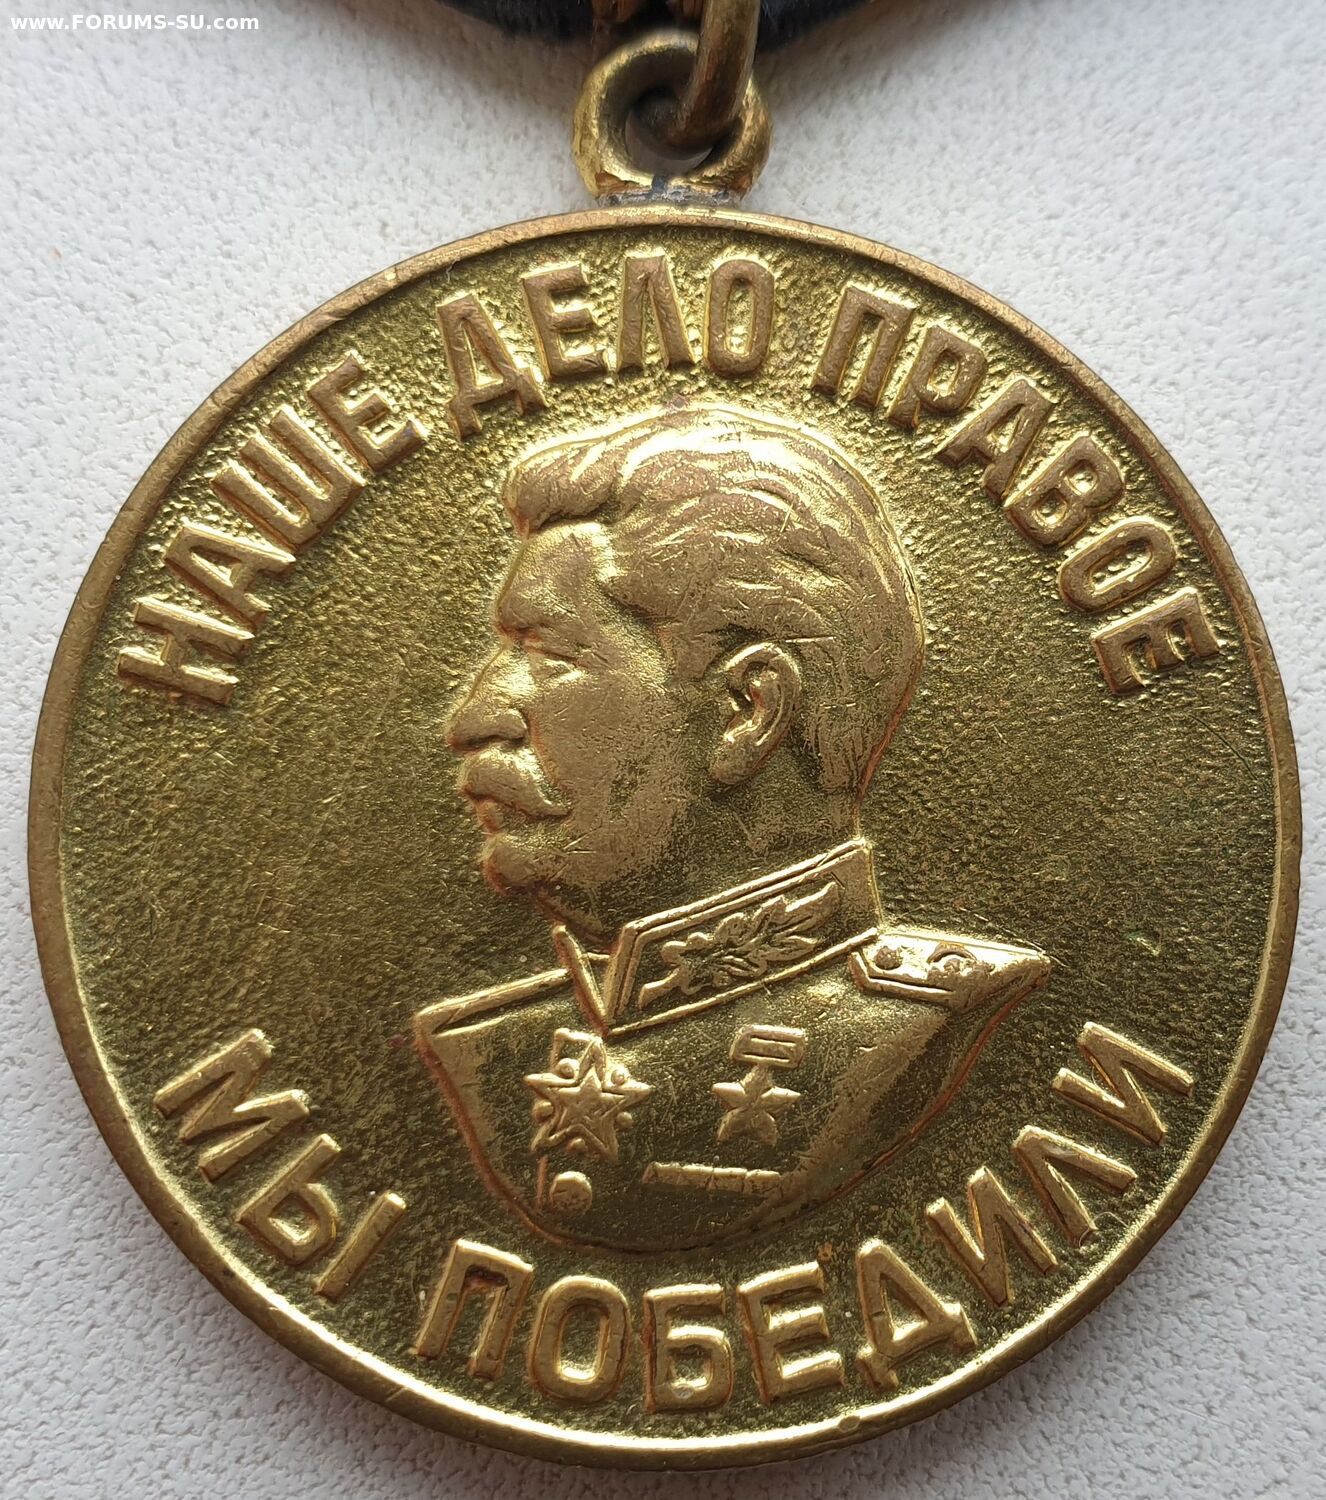 www.FORUMS-SU.com
НАШЕ ДЕЛО ПРАВОЕ
МЫ ПОБЕДИЛИ